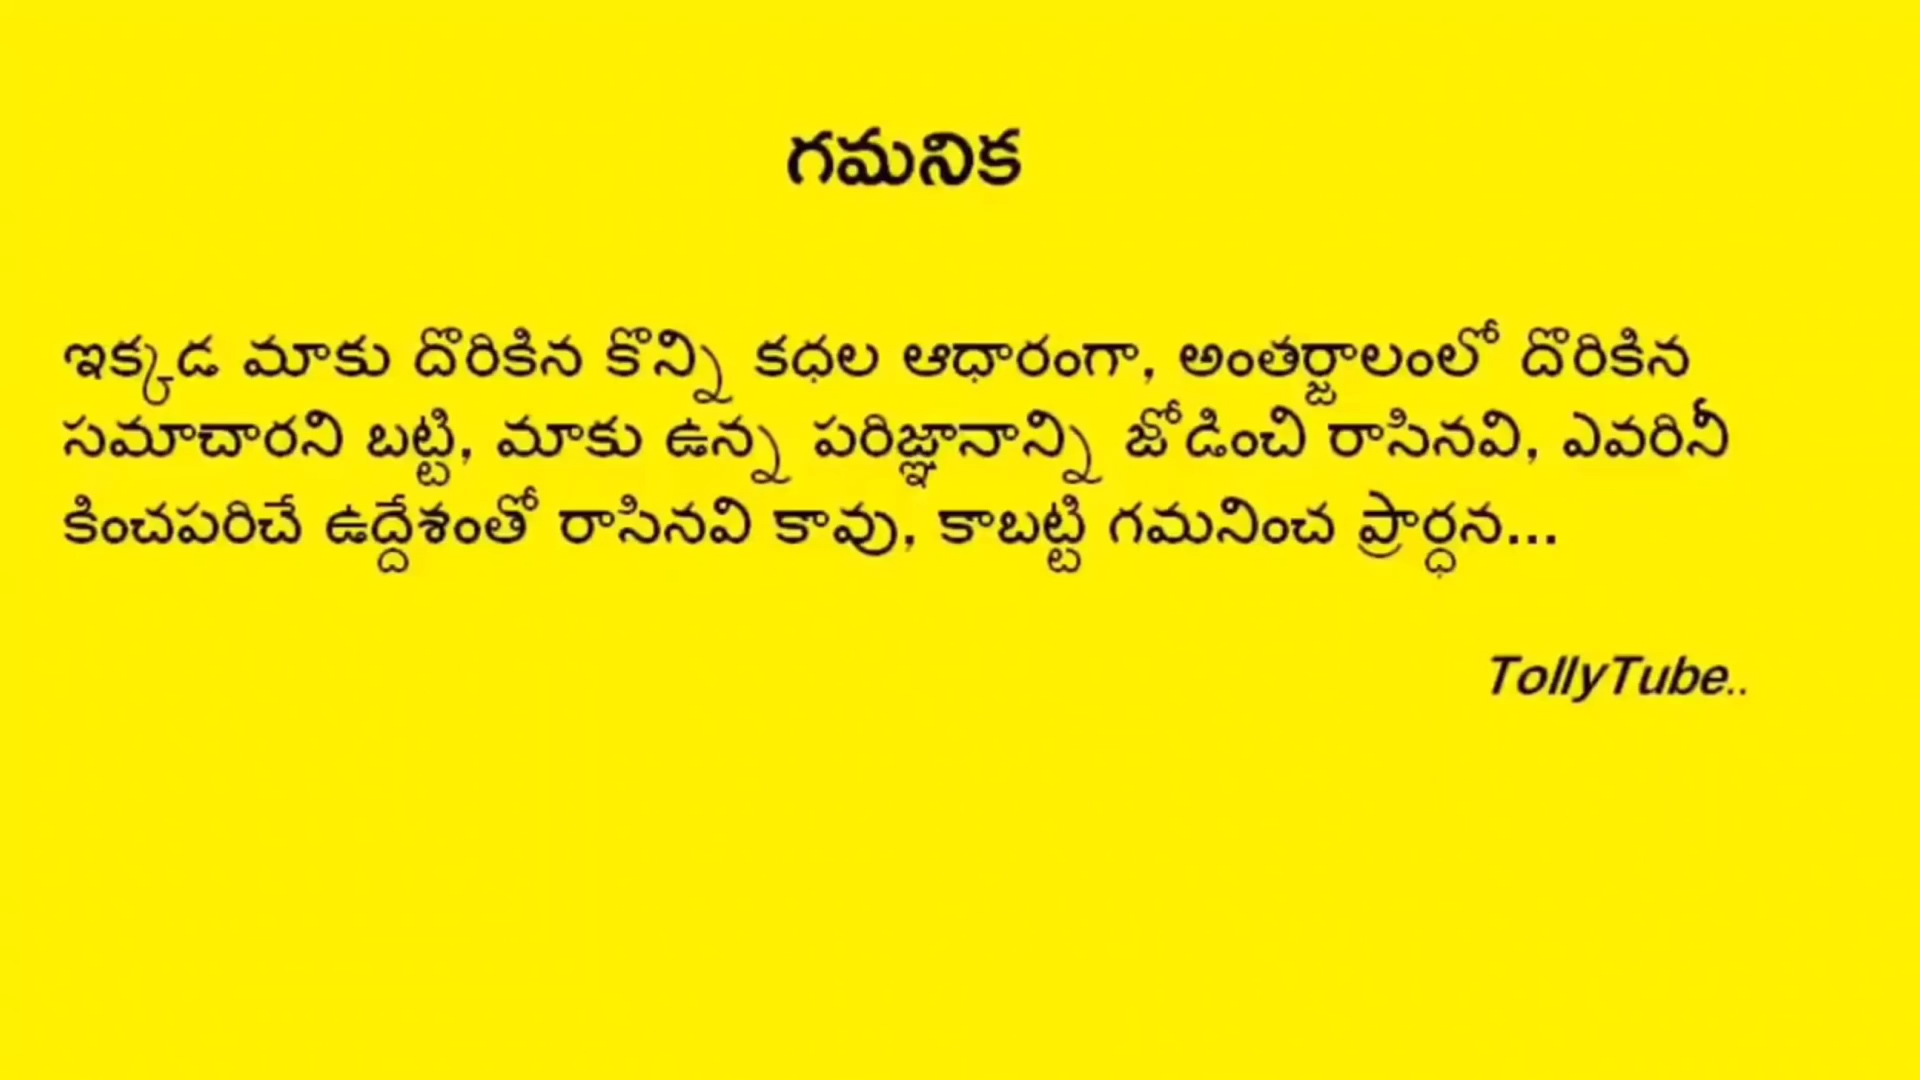 గమనిక
ఇక్కడ మాకు దొరికిన కొన్ని కధల ఆధారంగా, అంతర్జాలంలో దొరికిన
సమాచారని బట్టి, మాకు ఉన్న పరిజ్ఞానాన్ని జోడించి రాసినవి, ఎవరినీ
కించపరిచే ఉద్దేశంతో రాసినవి కావు, కాబట్టి గమనించ ప్రార్ధన...
TollyTube..